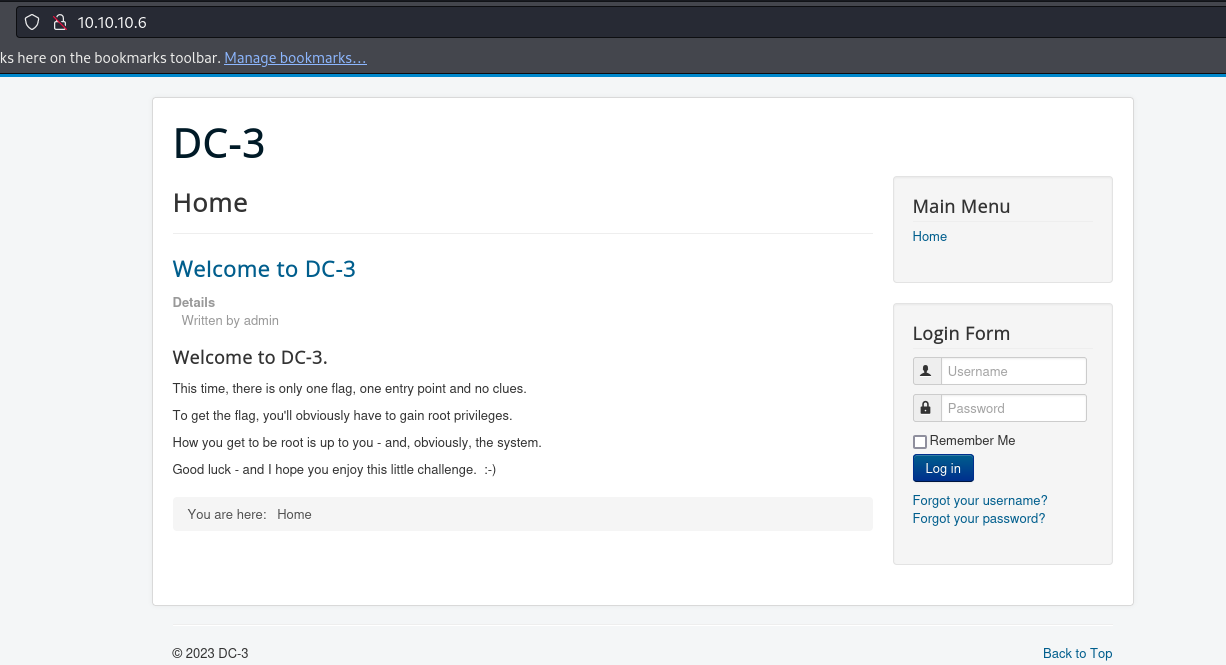 10.10.10.6
ks here on the bookmarks toolbar. Manage bookmarks…
DC-3
Home
Welcome to DC-3
Details
Written by admin
Welcome to DC-3.
This time, there is only one flag, one entry point and no clues.
To get the flag, you'll obviously have to gain root privileges.
How you get to be root is up to you - and, obviously, the system.
Good luck - and I hope you enjoy this little challenge.  :-)
You are here: Home
Main Menu
Home
Login Form
Username
Password
Remember Me
Log in
Forgot your username?
Forgot your password?
© 2023 DC-3
Back to Top